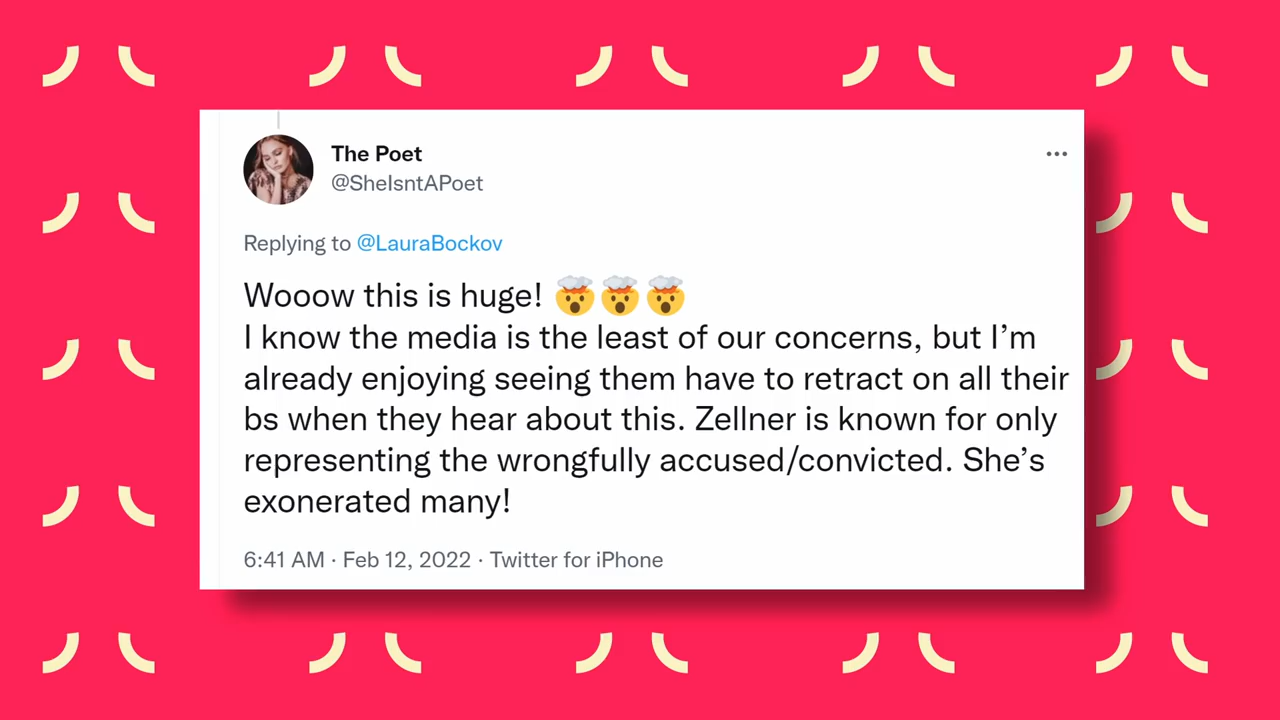 The Poet
@SheIsntAPoet
Replying to @LauraBockov
Wooow this is huge! 🤯🤯🤯
I know the media is the least of our concerns, but I’m
already enjoying seeing them have to retract on all their
bs when they hear about this. Zellner is known for only
representing the wrongfully accused/convicted. She’s
exonerated many!
6:41 AM · Feb 12, 2022 · Twitter for iPhone